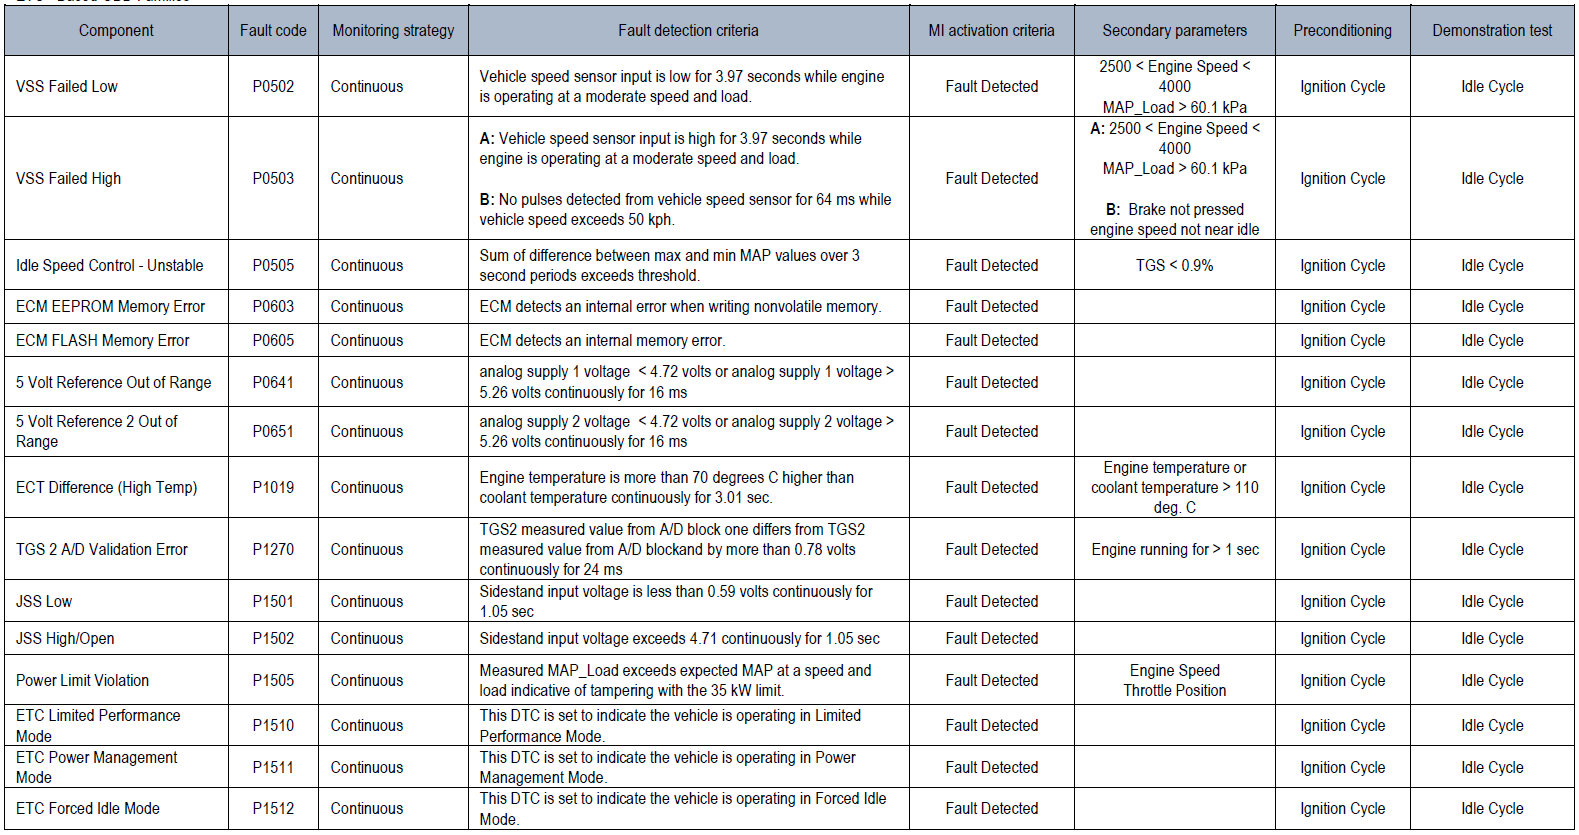 Component
Fault code
Monitoring strategy
Fault detection criteria
MI activation criteria
Secondary parameters
Preconditioning
Demonstration test
VSS Failed Low
P0502
Continuous
Vehicle speed sensor input is low for 3.97 seconds while engine
is operating at a moderate speed and load.
Fault Detected
2500 < Engine Speed <
4000
MAP_Load > 60.1 kPa
Ignition Cycle
Idle Cycle
VSS Failed High
P0503
Continuous
A: Vehicle speed sensor input is high for 3.97 seconds while
engine is operating at a moderate speed and load.
B: No pulses detected from vehicle speed sensor for 64 ms while
vehicle speed exceeds 50 kph.
Fault Detected
A: 2500 < Engine Speed <
4000
MAP_Load > 60.1 kPa
B: Brake not pressed
engine speed not near idle
Ignition Cycle
Idle Cycle
Idle Speed Control - Unstable
P0505
Continuous
Sum of difference between max and min MAP values over 3
second periods exceeds threshold.
Fault Detected
TGS < 0.9%
Ignition Cycle
Idle Cycle
ECM EEPROM Memory Error
P0603
Continuous
ECM detects an internal error when writing nonvolatile memory.
Fault Detected
Ignition Cycle
Idle Cycle
ECM FLASH Memory Error
P0605
Continuous
ECM detects an internal memory error.
Fault Detected
Ignition Cycle
Idle Cycle
5 Volt Reference Out of Range
P0641
Continuous
analog supply 1 voltage < 4.72 volts or analog supply 1 voltage >
5.26 volts continuously for 16 ms
Fault Detected
Ignition Cycle
Idle Cycle
5 Volt Reference 2 Out of
Range
P0651
Continuous
analog supply 2 voltage < 4.72 volts or analog supply 2 voltage >
5.26 volts continuously for 16 ms
Fault Detected
Ignition Cycle
Idle Cycle
ECT Difference (High Temp)
P1019
Continuous
Engine temperature is more than 70 degrees C higher than
coolant temperature continuously for 3.01 sec.
Fault Detected
Engine temperature or
coolant temperature > 110
deg. C
Ignition Cycle
Idle Cycle
TGS 2 A/D Validation Error
P1270
Continuous
TGS2 measured value from A/D block one differs from TGS2
measured value from A/D blockand by more than 0.78 volts
continuously for 24 ms
Fault Detected
Engine running for > 1 sec
Ignition Cycle
Idle Cycle
JSS Low
P1501
Continuous
Sidestand input voltage is less than 0.59 volts continuously for
1.05 sec
Fault Detected
Ignition Cycle
Idle Cycle
JSS High/Open
P1502
Continuous
Sidestand input voltage exceeds 4.71 continuously for 1.05 sec
Fault Detected
Ignition Cycle
Idle Cycle
Power Limit Violation
P1505
Continuous
Measured MAP_Load exceeds expected MAP at a speed and
load indicative of tampering with the 35 kW limit.
Fault Detected
Engine Speed
Throttle Position
Ignition Cycle
Idle Cycle
ETC Limited Performance
Mode
P1510
Continuous
This DTC is set to indicate the vehicle is operating in Limited
Performance Mode.
Fault Detected
Ignition Cycle
Idle Cycle
ETC Power Management
Mode
P1511
Continuous
This DTC is set to indicate the vehicle is operating in Power
Management Mode.
Fault Detected
Ignition Cycle
Idle Cycle
ETC Forced Idle Mode
P1512
Continuous
This DTC is set to indicate the vehicle is operating in Forced Idle
Mode.
Fault Detected
Ignition Cycle
Idle Cycle